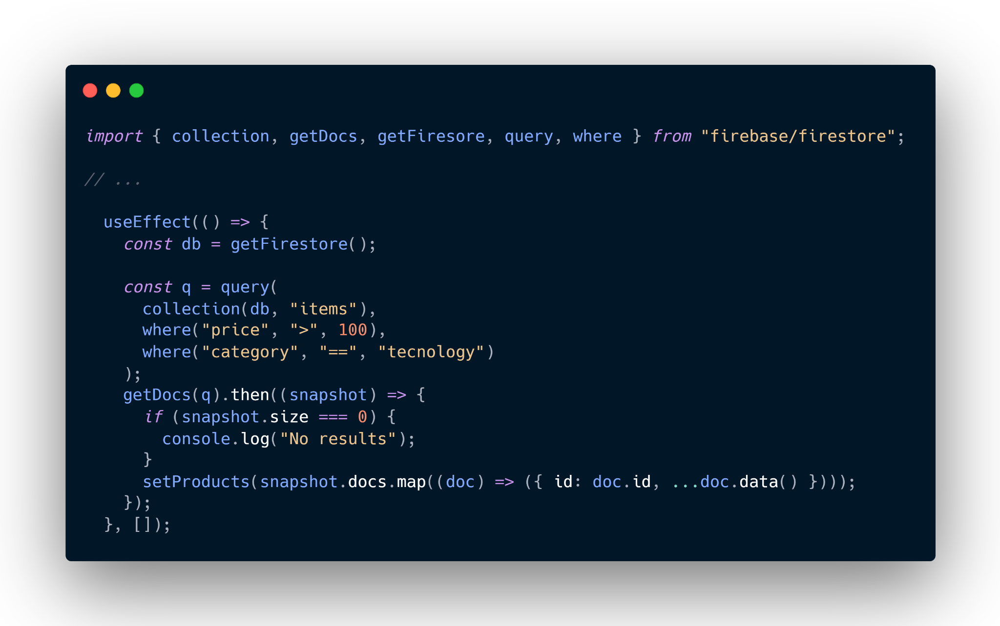 import { collection, getDocs, getFiresore, query, where } from "firebase/firestore";
// ...
useEffect(() => {
const db = getFirestore();
const q = query(
collection(db, "items"),
where("price", ">", 100),
where("category", "==", "tecnology")
);
getDocs(q).then((snapshot) => {
if (snapshot.size === 0) {
console.log("No results");
}
setProducts(snapshot.docs.map((doc) => ({ id: doc.id, ...doc.data() })));
});
}, []);